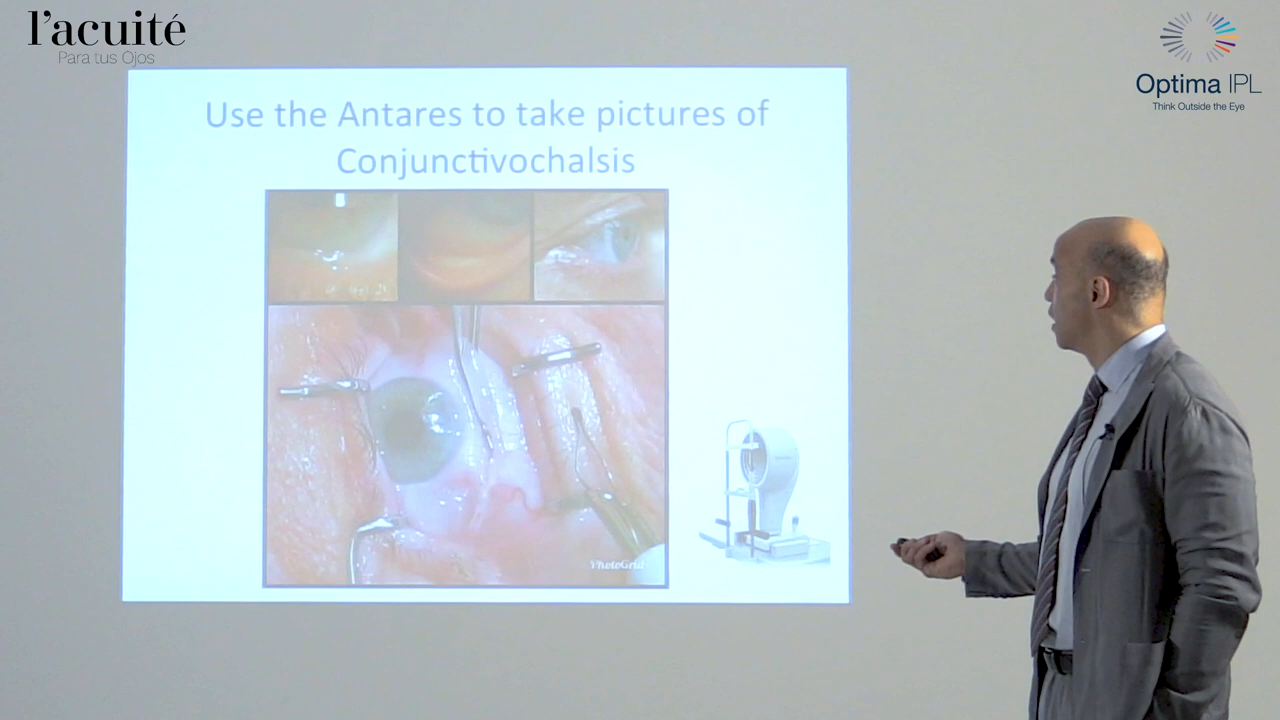 l'acuité
Para tus Ojos
Optima IPL
Think Outside the Eye
Use the Antares to take pictures of
Conjunctivochalsis
PHotoGrid